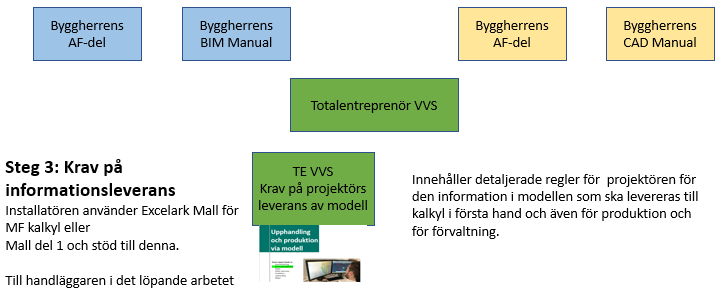 Byggherrens
AF-del
Byggherrens
BIM Manual
Byggherrens
AF-del
Byggherrens
CAD Manual
Totalentreprenör VVS
Steg 3: Krav på
informationsleverans
Installatören använder Excelark Mall för
MF kalkyl eller
Mall del 1 och stöd till denna.
Till handläggaren i det löpande arbetet
TE VVS
Krav på projektörs
leverans av modell
Upphandling
och produktion
via modell
Innehåller detaljerade regler för projektören för
den information i modellen som ska levereras till
kalkyl i första hand och även för produktion och
för förvaltning.